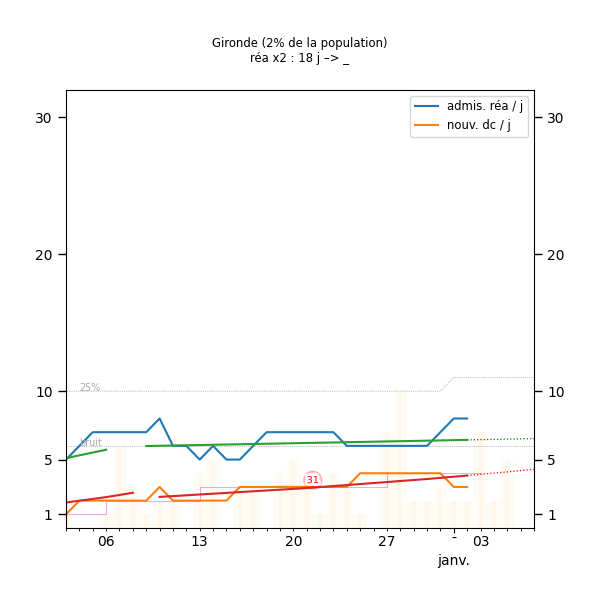 Gironde (2% de la population)
réa x2 : 18 j –> _
admis. réa / j
nouv. dc / j
30 30
20 20
10 10
5 5
1 1
25%
bruit
31
06 13 20 27 - 03
janv.